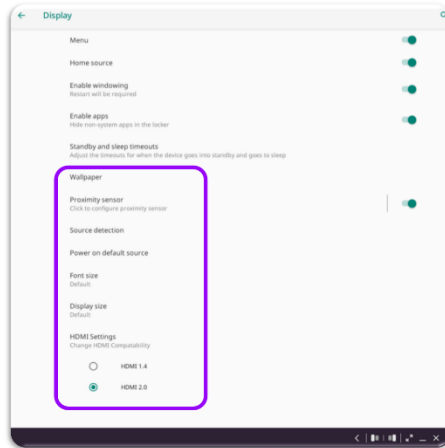 Display
Menu
Home source
Enable windowing
Restart will be required
Enable apps
Hide non-system apps in the locker
Standby and sleep timeouts
Adjust the timeouts for when the device goes into standby and goes to sleep
Wallpaper
Proximity sensor
Click to configure proximity sensor
Source detection
Power on default source
Font size
Default
Display size
Default
HDMI Settings
Change HDMI Compatability
HDMI 1.4
HDMI 2.0